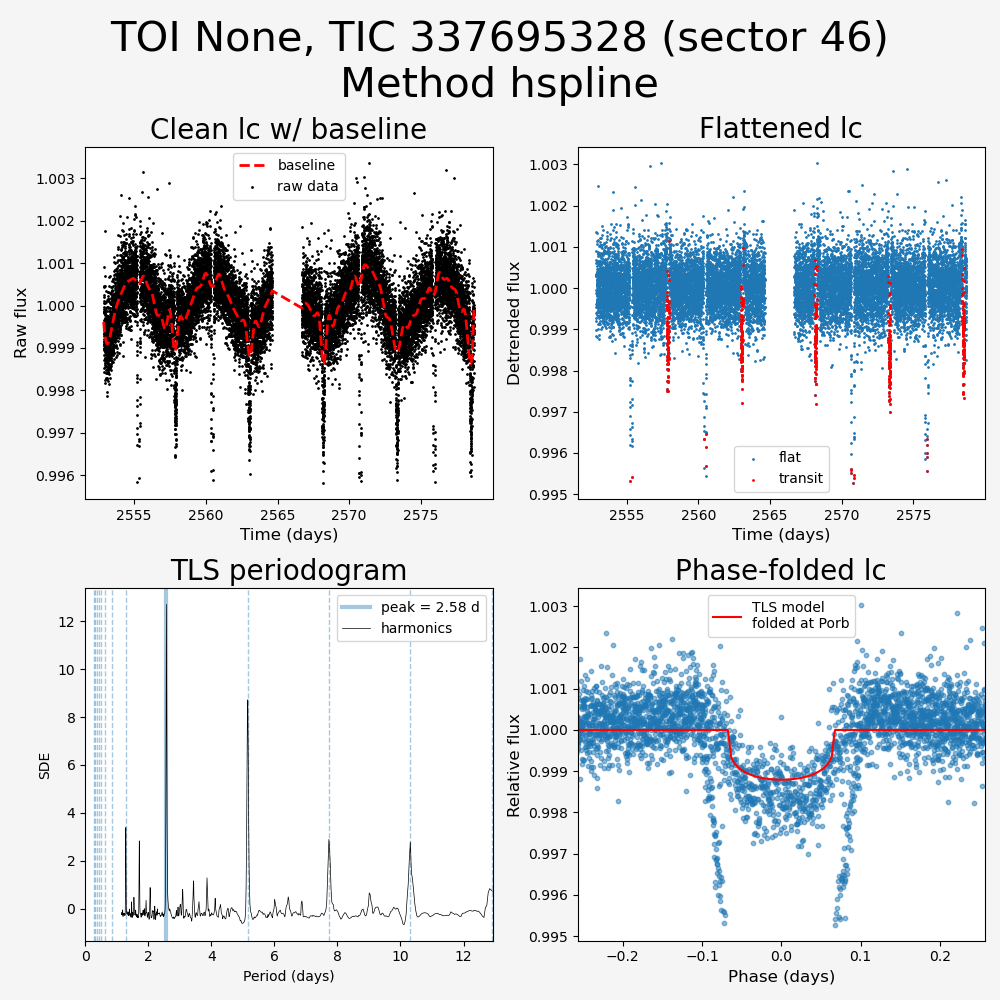 TOI None, TIC 337695328 (sector 46)
Method hspline
Clean lc w/ baseline
Raw flux
1.003
1.002
1.001
1.000
0.999
0.998
0.997
0.996
baseline
raw data
2555
2560
2565
2570
2575
Time (days)
Flattened lc
Detrended flux
1.003
1.002
1.001
1.000
0.999
0.998
0.997
0.996
0.995
flat
transit
2555
2560
2565
2570
2575
Time (days)
TLS periodogram
SDE
12
10
8
6
4
2
0
peak = 2.58 d
harmonics
0
2
4
6
8
10
12
Period (days)
Phase-folded lc
Relative flux
1.003
1.002
1.001
1.000
0.999
0.998
0.997
0.996
0.995
TLS model
folded at Porb
−0.2
−0.1
0.0
0.1
0.2
Phase (days)